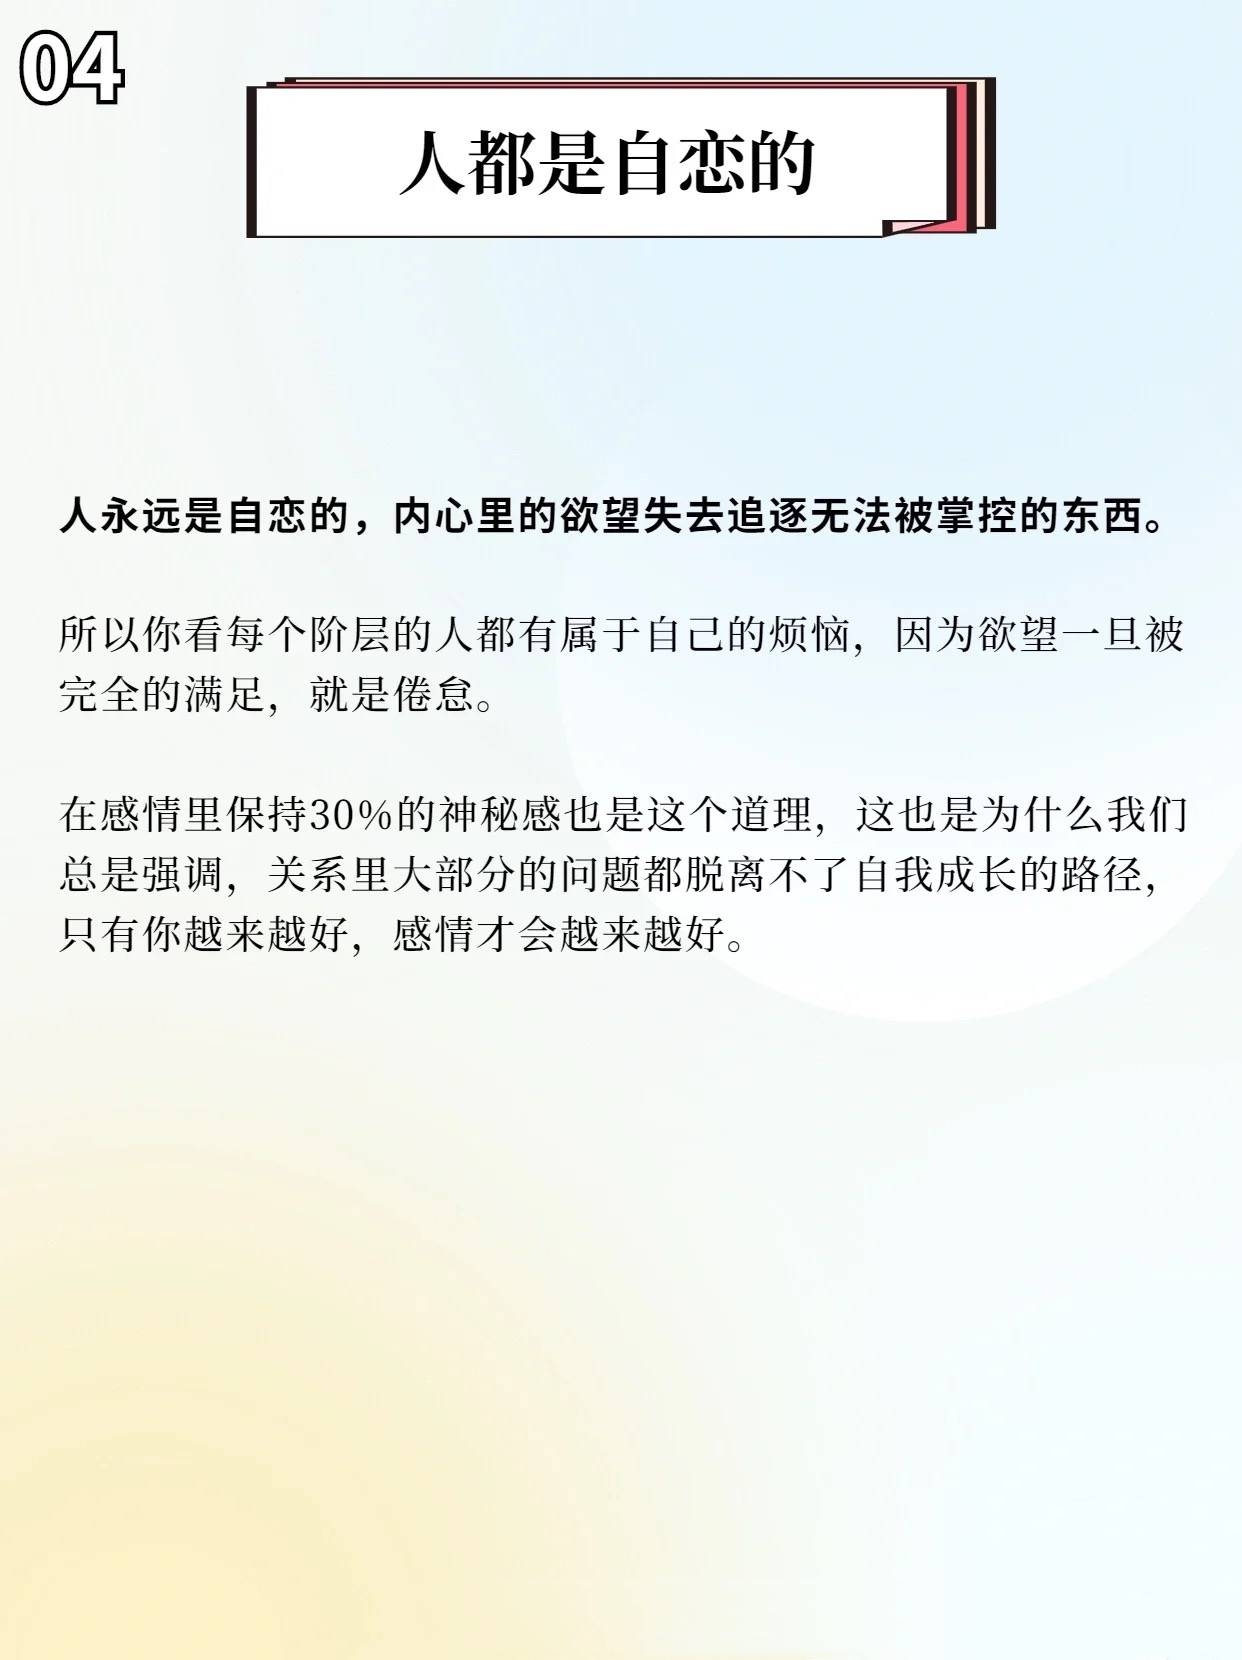 04
人都是自恋的
人永远是自恋的，内心里的欲望失去追逐无法被掌控的东西。
所以你看每个阶层的人都有属于自己的烦恼，因为欲望一旦被
完全的满足，就是倦怠。
在感情里保持30%的神秘感也是这个道理，这也是为什么我们
总是强调，关系里大部分的问题都脱离不了自我成长的路径，
只有你越来越好，感情才会越来越好。